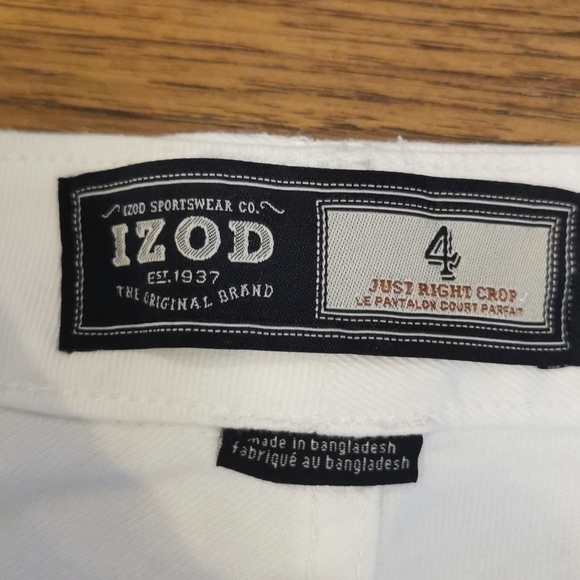 IZOD SPORTSWEAR CO.
IZOD
EST.1937
THE ORIGINAL BRAND
4
JUST RIGHT CROP
LE PANTALON COURT PARFAIT
made in bangladesh
fabriqué au bangladesh